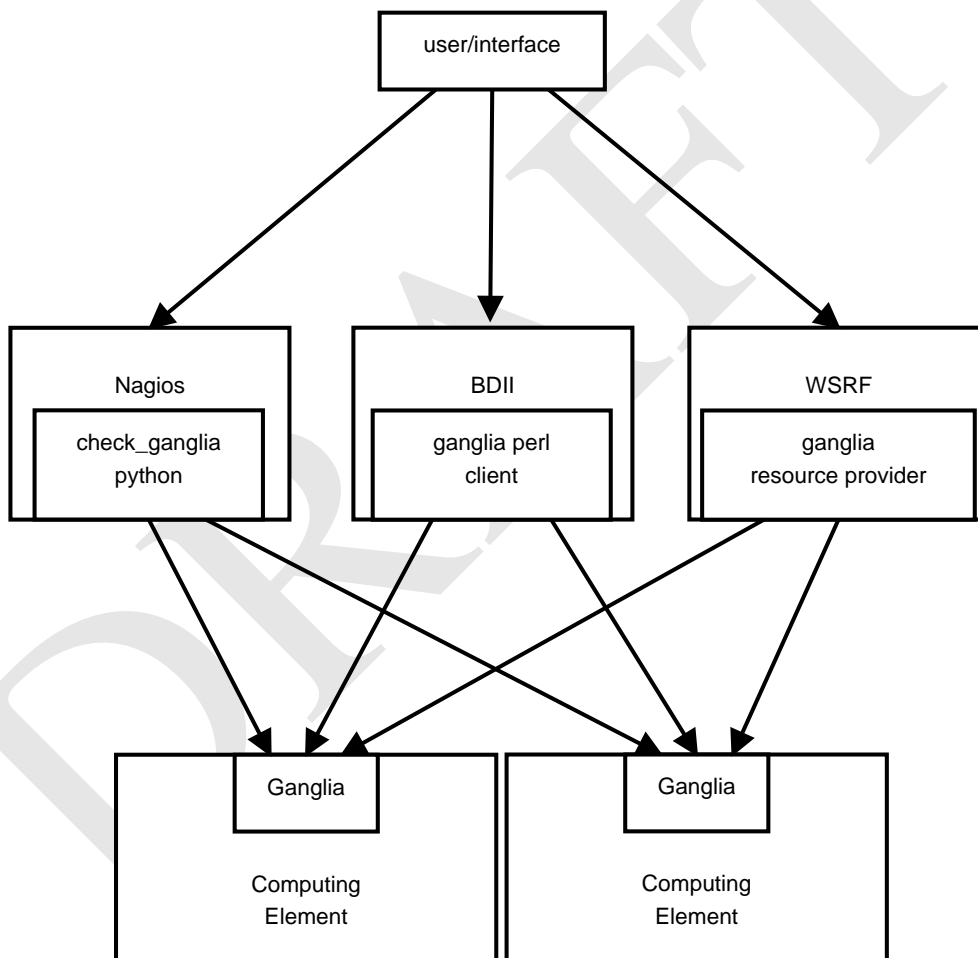 user/interface
Nagios
BDII
WSRF
check_ganglia
python
ganglia perl
client
ganglia
resource provider
Ganglia
Ganglia
Computing
Element
Computing
Element
DRAFT